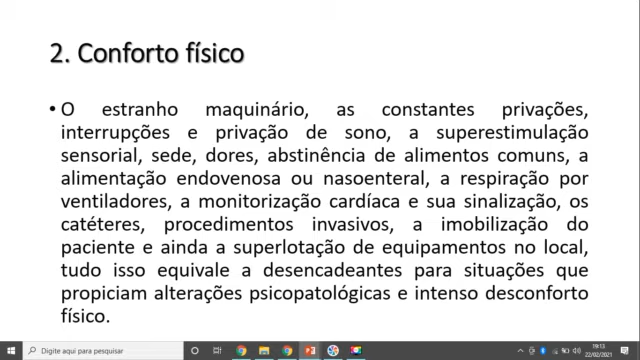 2. Conforto físico
• O estranho maquinário, as constantes privações,
interrupções e privação de sono, a superestimulação
sensorial, sede, dores, abstinência de alimentos comuns, a
alimentação endovenosa ou nasoenteral, a respiração por
ventiladores, a monitorização cardíaca e sua sinalização, os
catéteres, procedimentos invasivos, a imobilização do
paciente e ainda a superlotação de equipamentos no local,
tudo isso equivale a desencadeantes para situações que
propiciam alterações psicopatológicas e intenso desconforto
físico.
Digite aqui para pesquisar
19:13
22/02/2021